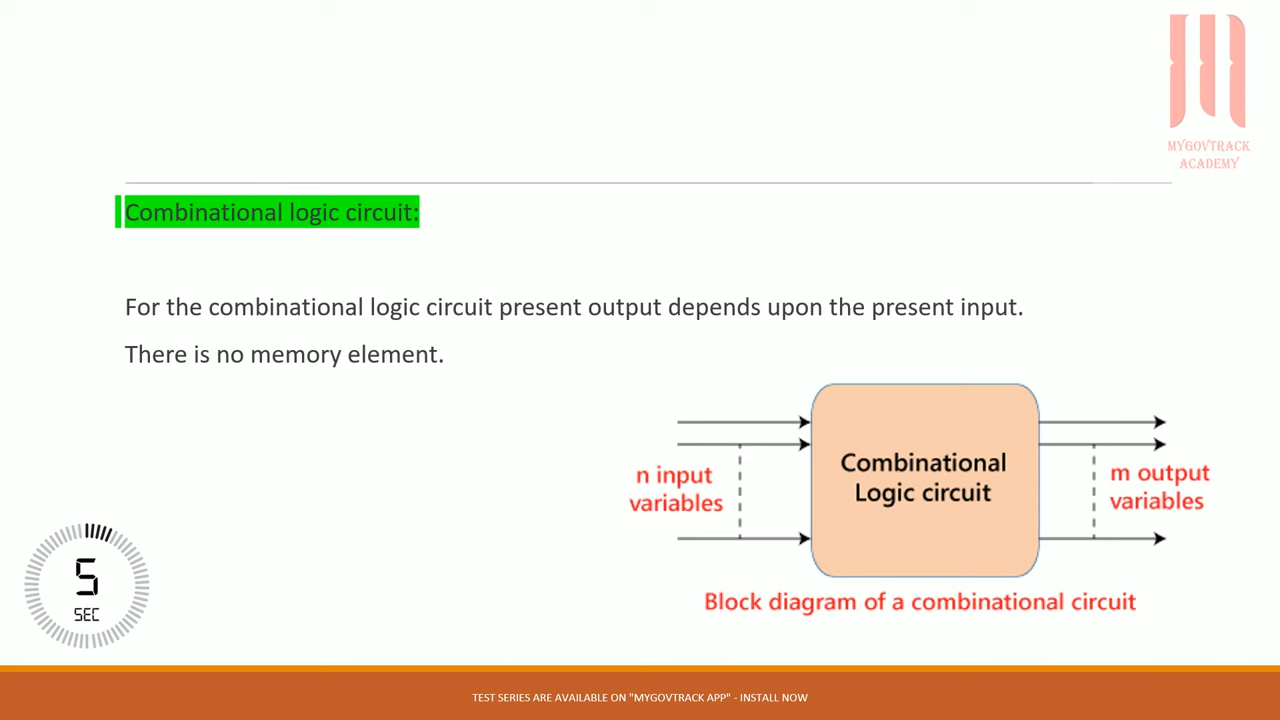 MYGOVTRACK
ACADEMY
Combinational logic circuit:
For the combinational logic circuit present output depends upon the present input.
There is no memory element.
n input
variables
Combinational
Logic circuit
m output
variables
Block diagram of a combinational circuit
5
SEC
TEST SERIES ARE AVAILABLE ON "MYGOVTRACK APP" - INSTALL NOW